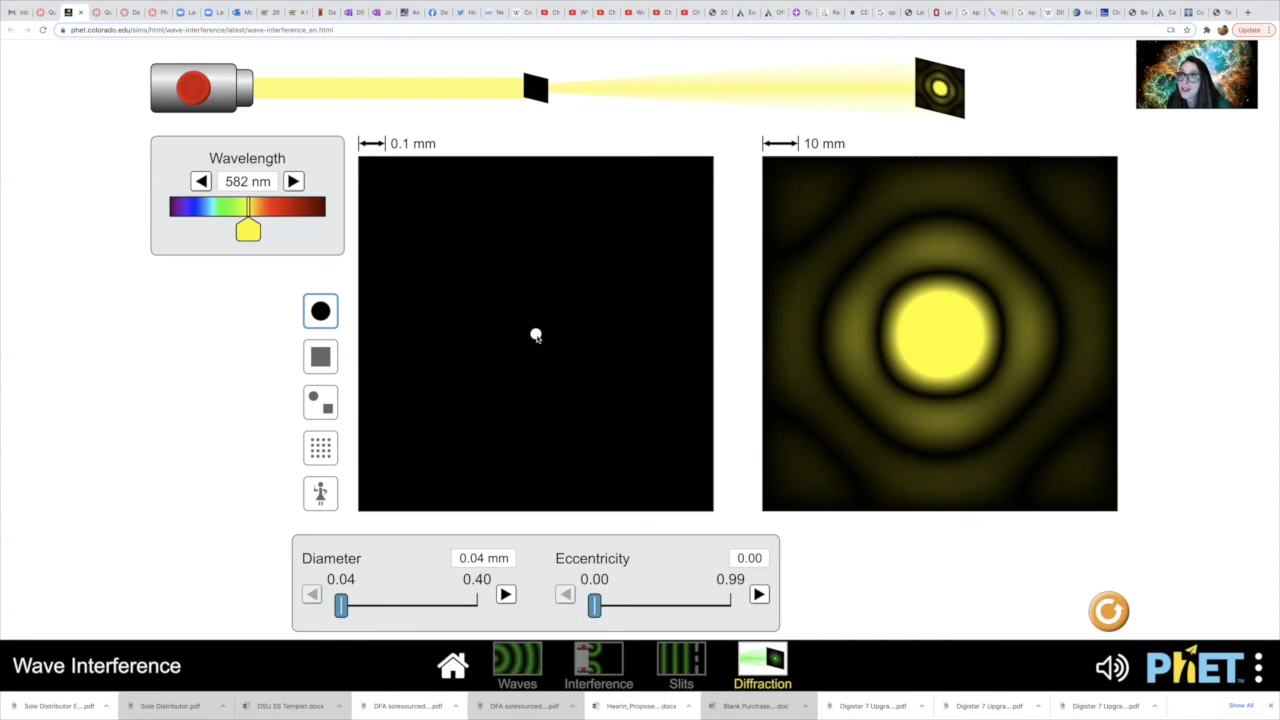 phet.colorado.edu/sims/html/wave-interference/latest/wave-interference_en.html
Update
0.1 mm
10 mm
Wavelength
582 nm
Diameter
0.04 mm
0.04
0.40
Eccentricity
0.00
0.00
0.99
Wave Interference
Waves
Interference
Slits
Diffraction
PhET
Sole Distributor E....pdf
Sole Distributor.pdf
DSU SS Templet.docx
DFA solesourced....pdf
DFA solesourced....pdf
Hearin_Propose....docx
Blank Purchase....doc
Digistar 7 Upgra....pdf
Digistar 7 Upgra....pdf
Digistar 7 Upgra....pdf
Show All